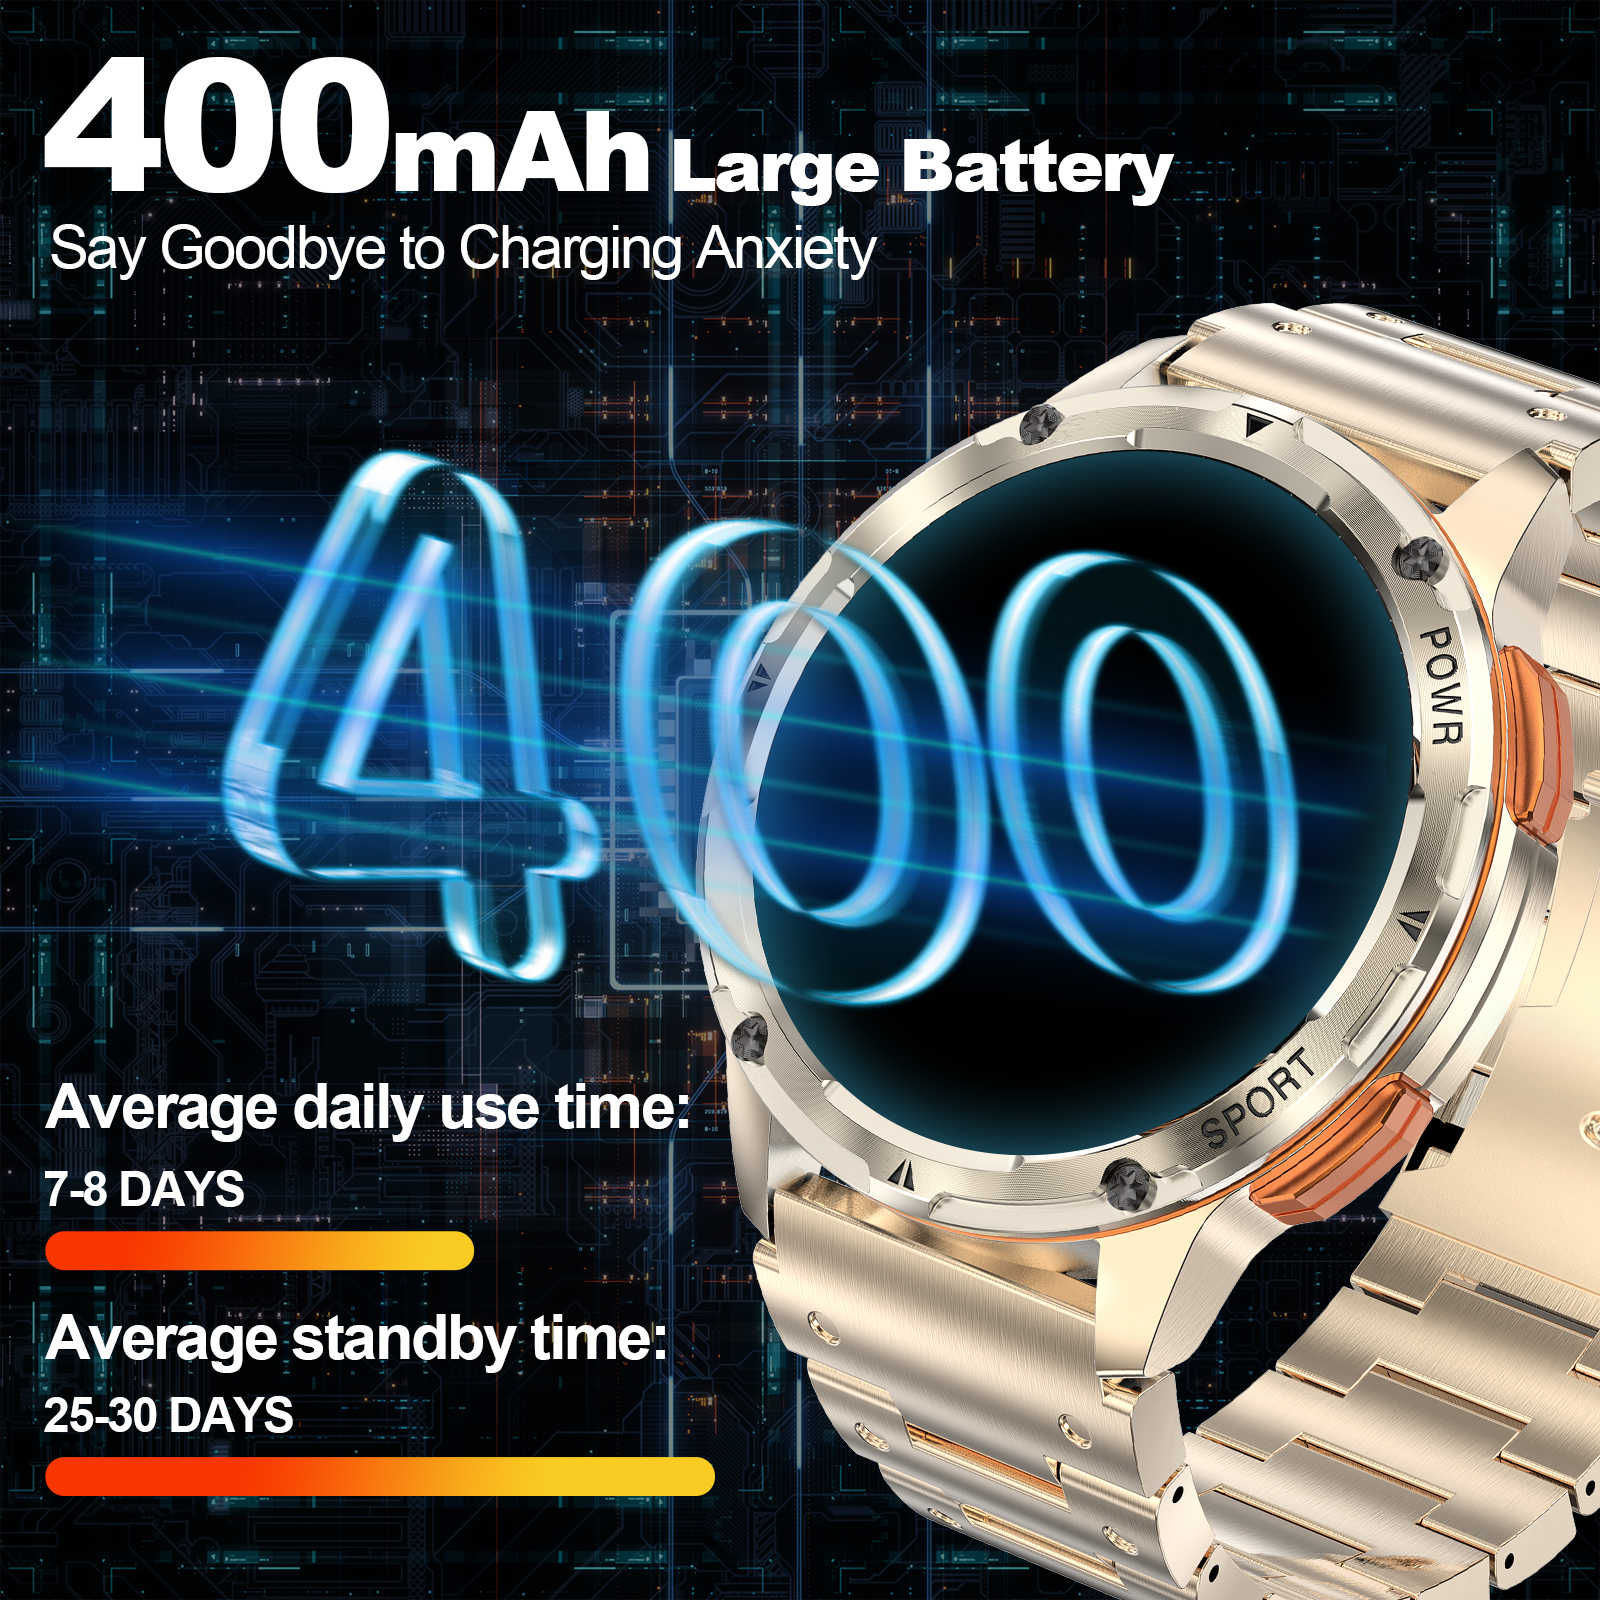 400mAh Large Battery
Say Goodbye to Charging Anxiety
400
POWR
SPORT
Average daily use time:
7-8 DAYS
Average standby time:
25-30 DAYS